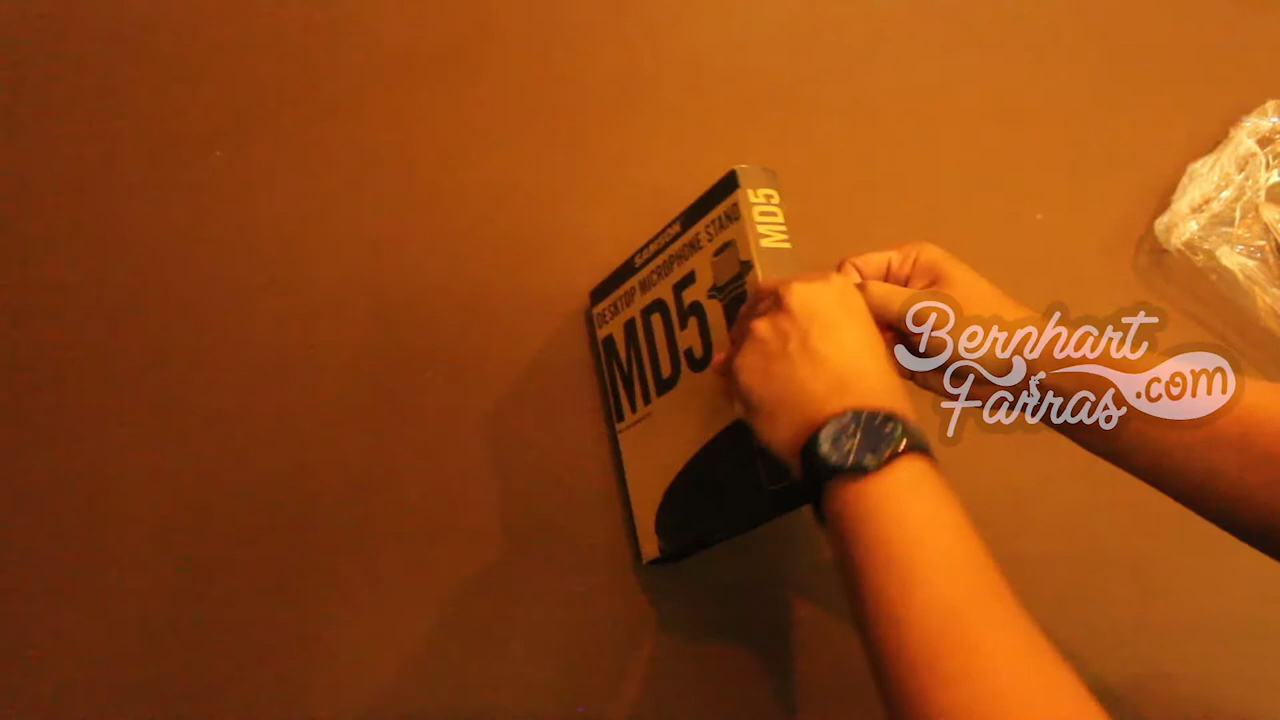 SAMSON
DESKTOP MICROPHONE STAND
MD5
MD5
Bernhart
Farras
.com